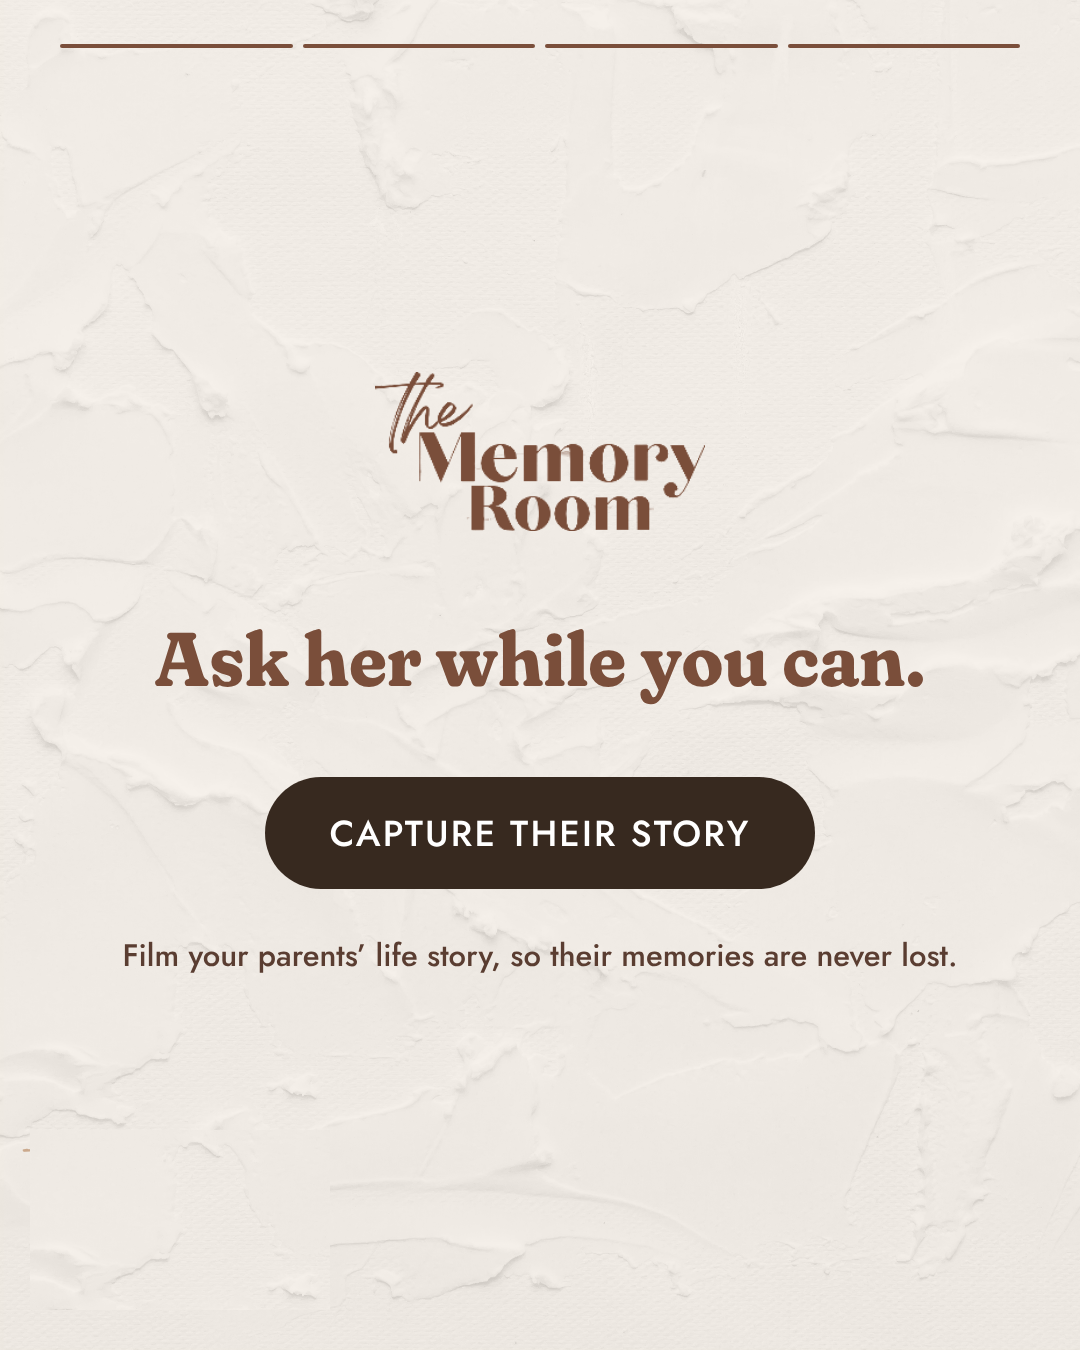 the
Memory
Room
Ask her while you can.
CAPTURE THEIR STORY
Film your parents’ life story, so their memories are never lost.